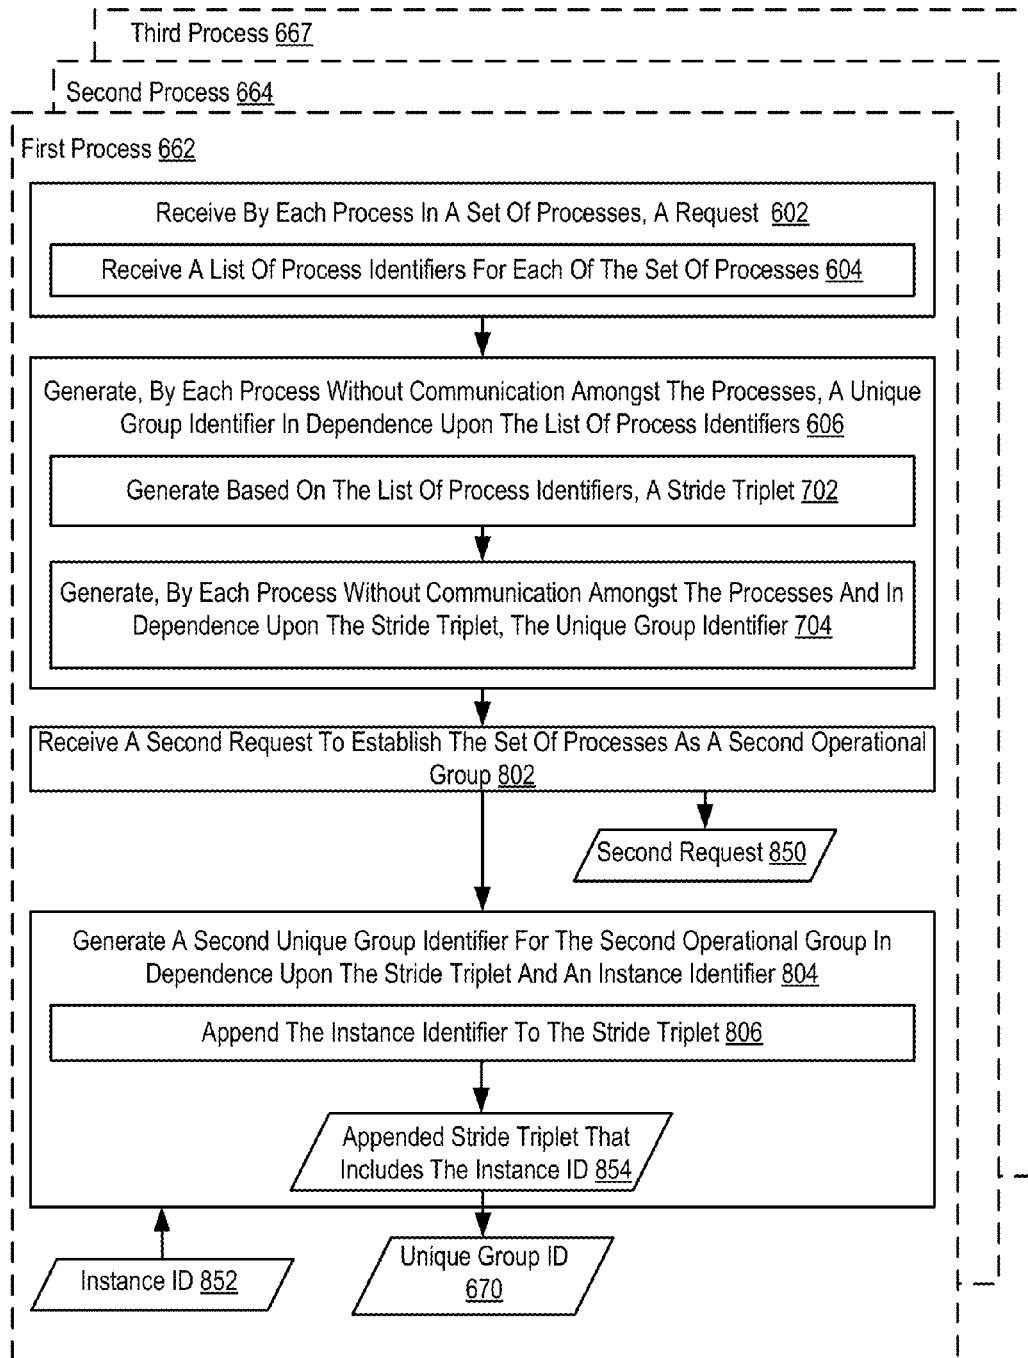 Third Process 667
Second Process 664
First Process 662
Receive By Each Process In A Set Of Processes, A Request 602
Receive A List Of Process Identifiers For Each Of The Set Of Processes 604
Generate, By Each Process Without Communication Amongst The Processes, A Unique
Group Identifier In Dependence Upon The List Of Process Identifiers 606
Generate Based On The List Of Process Identifiers, A Stride Triplet 702
Generate, By Each Process Without Communication Amongst The Processes And In
Dependence Upon The Stride Triplet, The Unique Group Identifier 704
Receive A Second Request To Establish The Set Of Processes As A Second Operational
Group 802
Second Request 850
Generate A Second Unique Group Identifier For The Second Operational Group In
Dependence Upon The Stride Triplet And An Instance Identifier 804
Append The Instance Identifier To The Stride Triplet 806
Appended Stride Triplet That
Includes The Instance ID 854
Instance ID 852
Unique Group ID
670